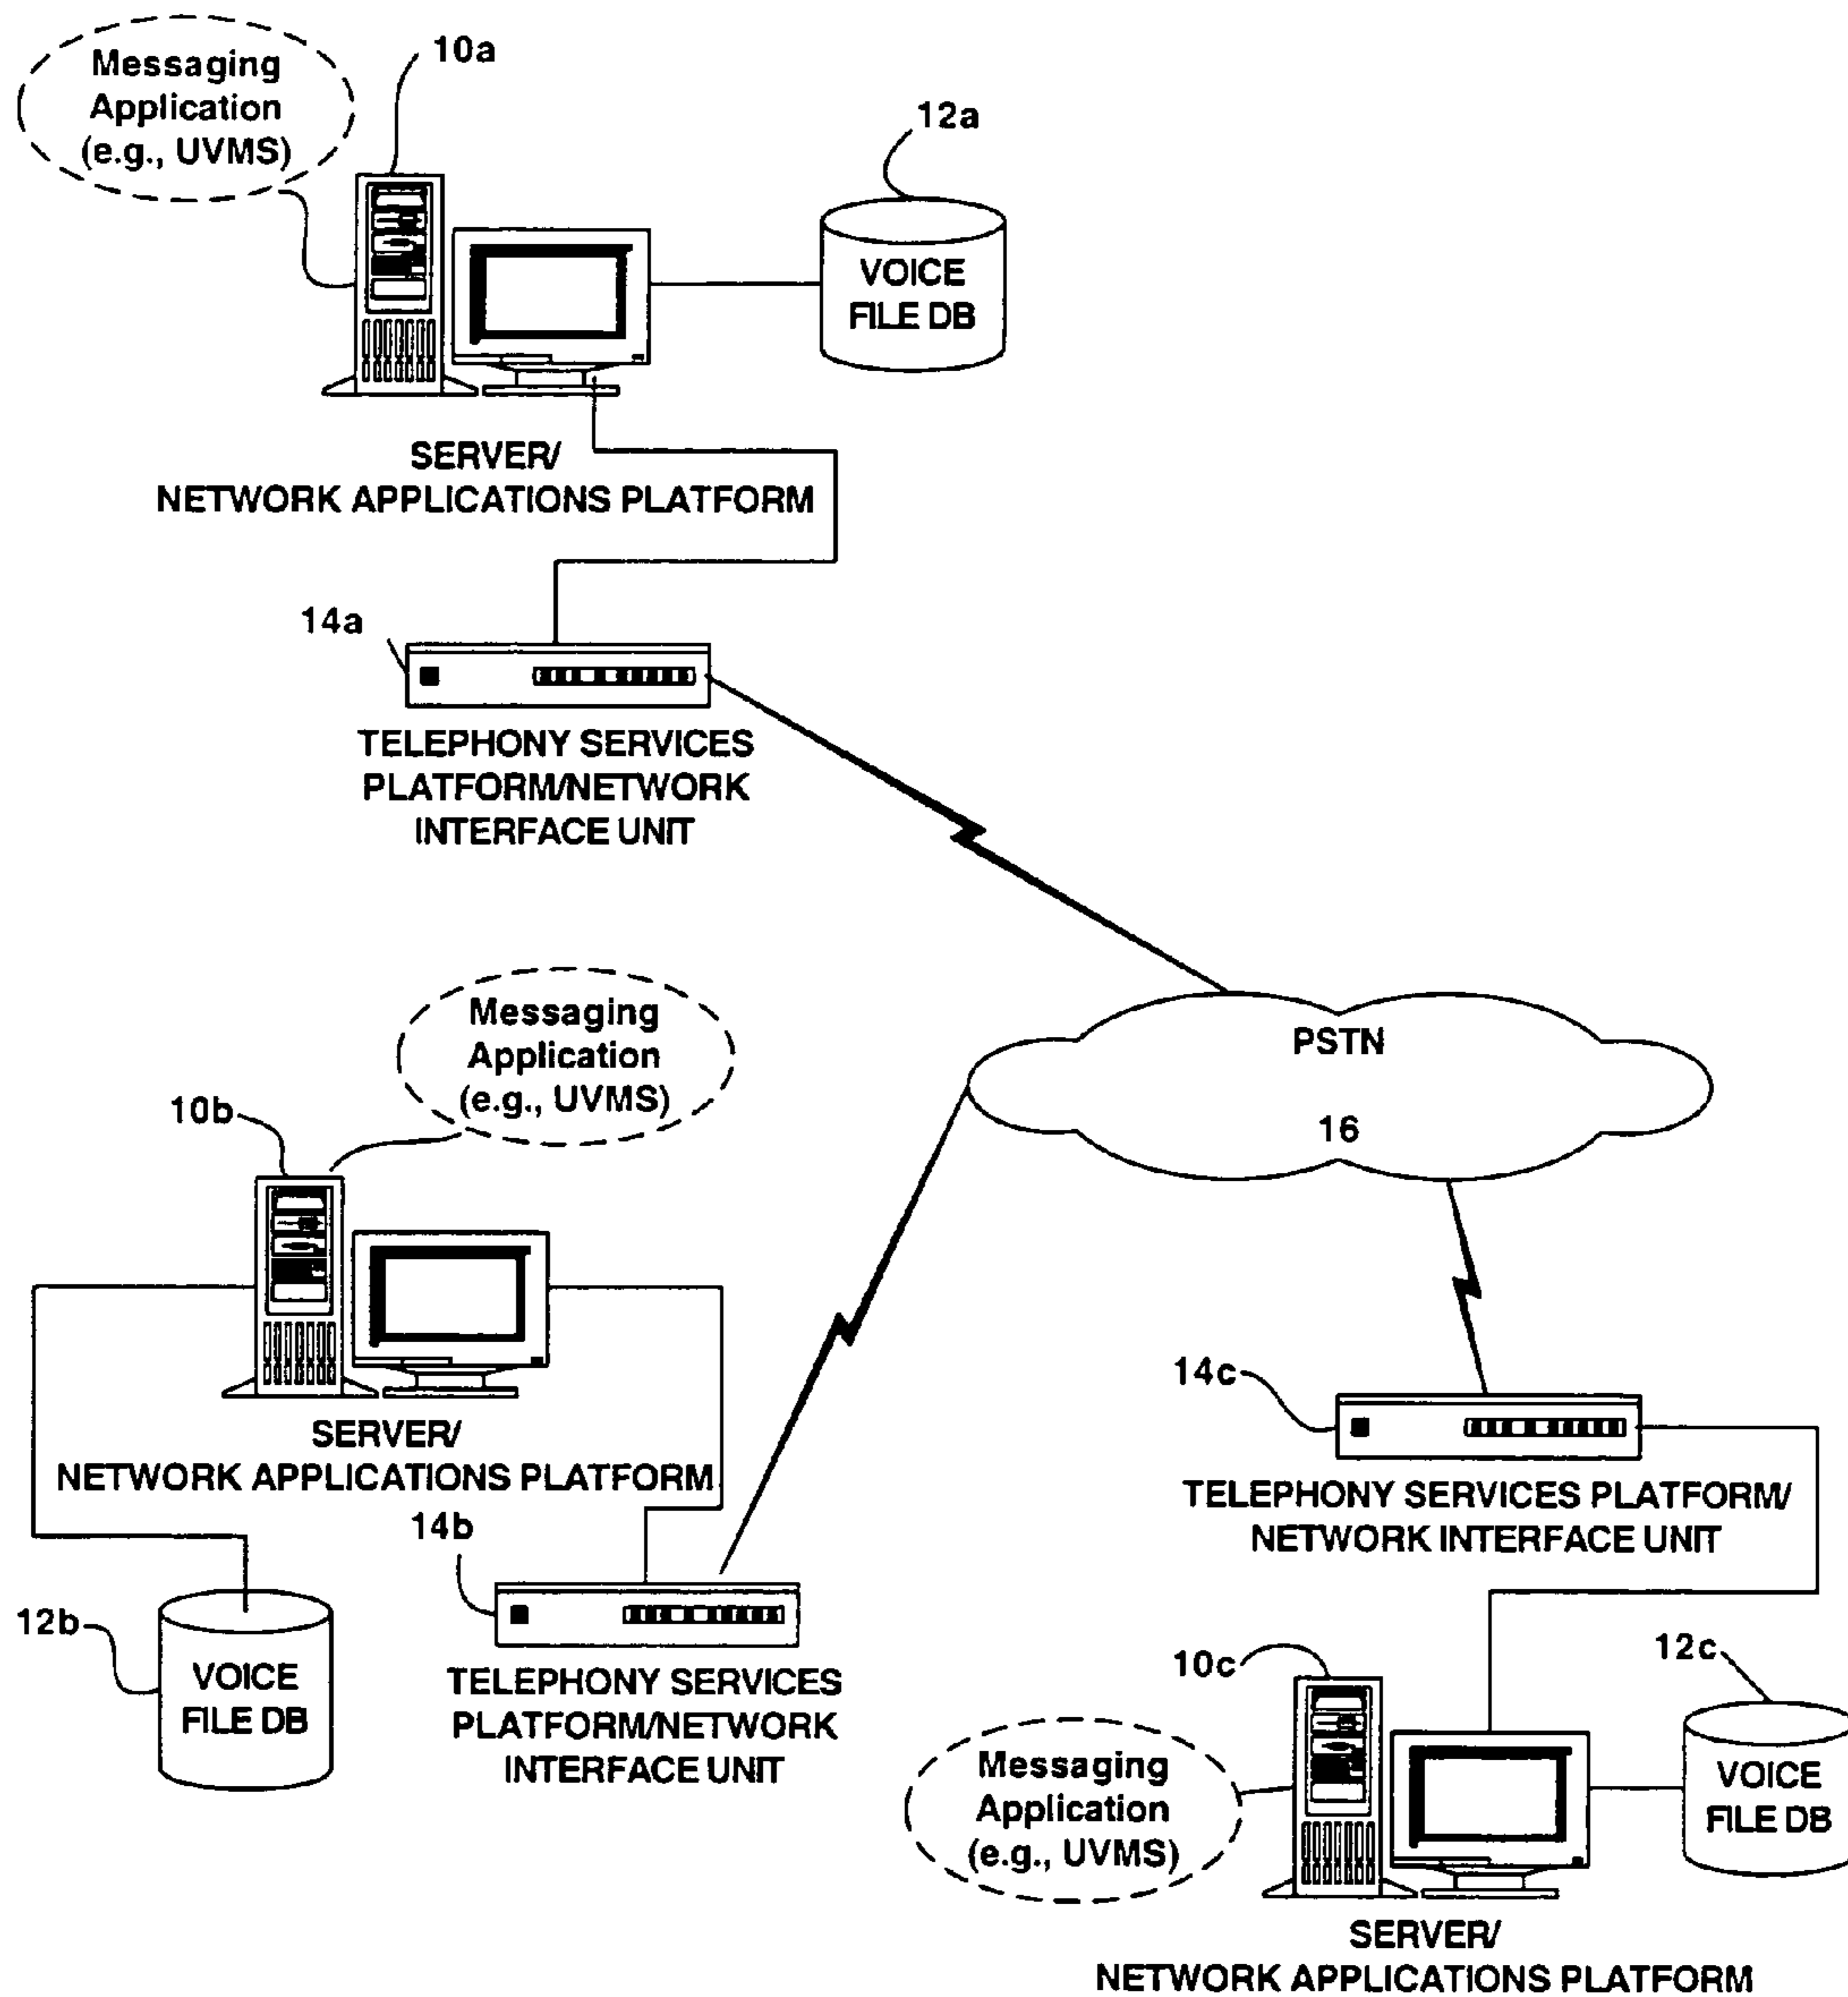 10a
Messaging
Application
(e.g., UVMS)
12a
VOICE
FILE DB
SERVER/
NETWORK APPLICATIONS PLATFORM
14a
TELEPHONY SERVICES
PLATFORM/NETWORK
INTERFACE UNIT
Messaging
Application
(e.g., UVMS)
PSTN
16
10b
SERVER/
NETWORK APPLICATIONS PLATFORM
14b
12b
VOICE
FILE DB
TELEPHONY SERVICES
PLATFORM/NETWORK
INTERFACE UNIT
14c
TELEPHONY SERVICES PLATFORM/
NETWORK INTERFACE UNIT
10c
12c
Messaging
Application
(e.g., UVMS)
VOICE
FILE DB
SERVER/
NETWORK APPLICATIONS PLATFORM